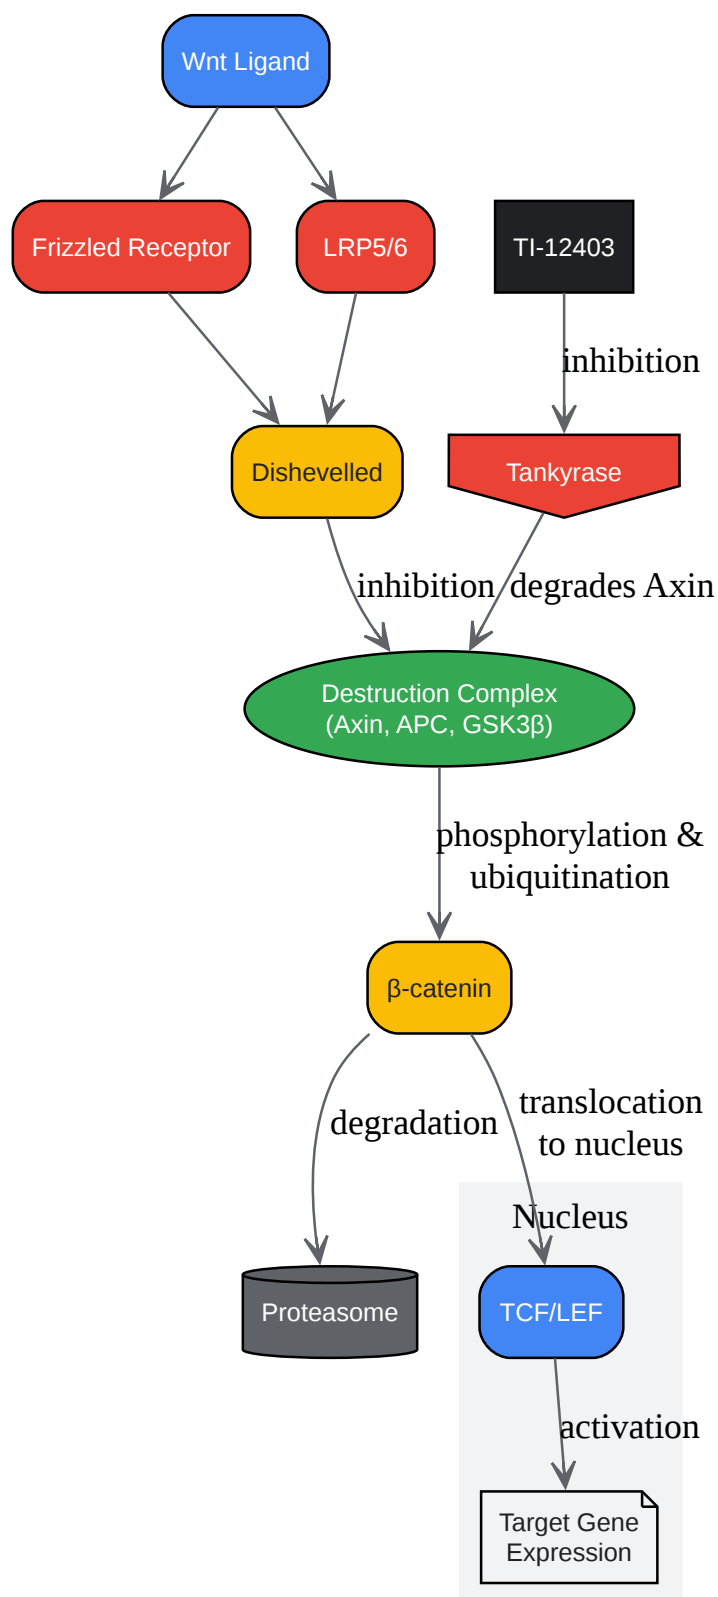 Wnt Ligand
Frizzled Receptor
LRP5/6
TI-12403
inhibition
Dishevelled
Tankyrase
inhibition
degrades Axin
Destruction Complex
(Axin, APC, GSK3β)
phosphorylation &
ubiquitination
β-catenin
degradation
translocation
to nucleus
Nucleus
Proteasome
TCF/LEF
activation
Target Gene
Expression